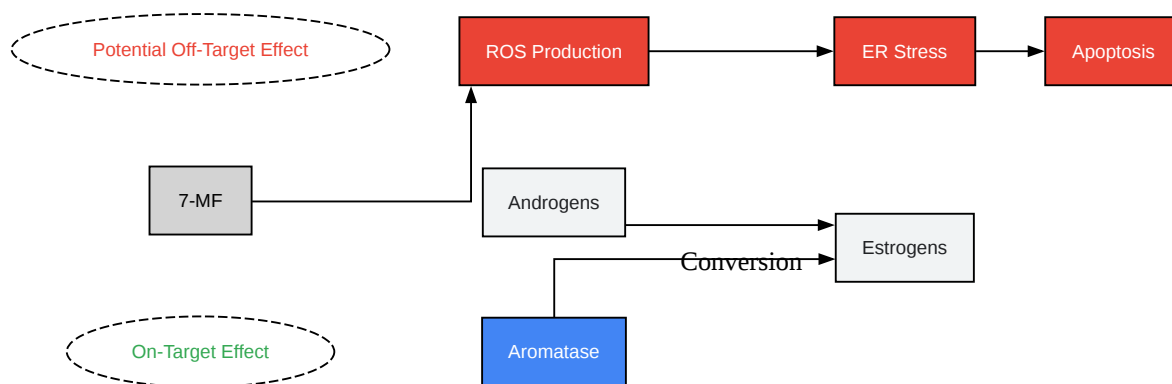 Potential Off-Target Effect
ROS Production
ER Stress
Apoptosis
7-MF
Androgens
Estrogens
Conversion
On-Target Effect
Aromatase